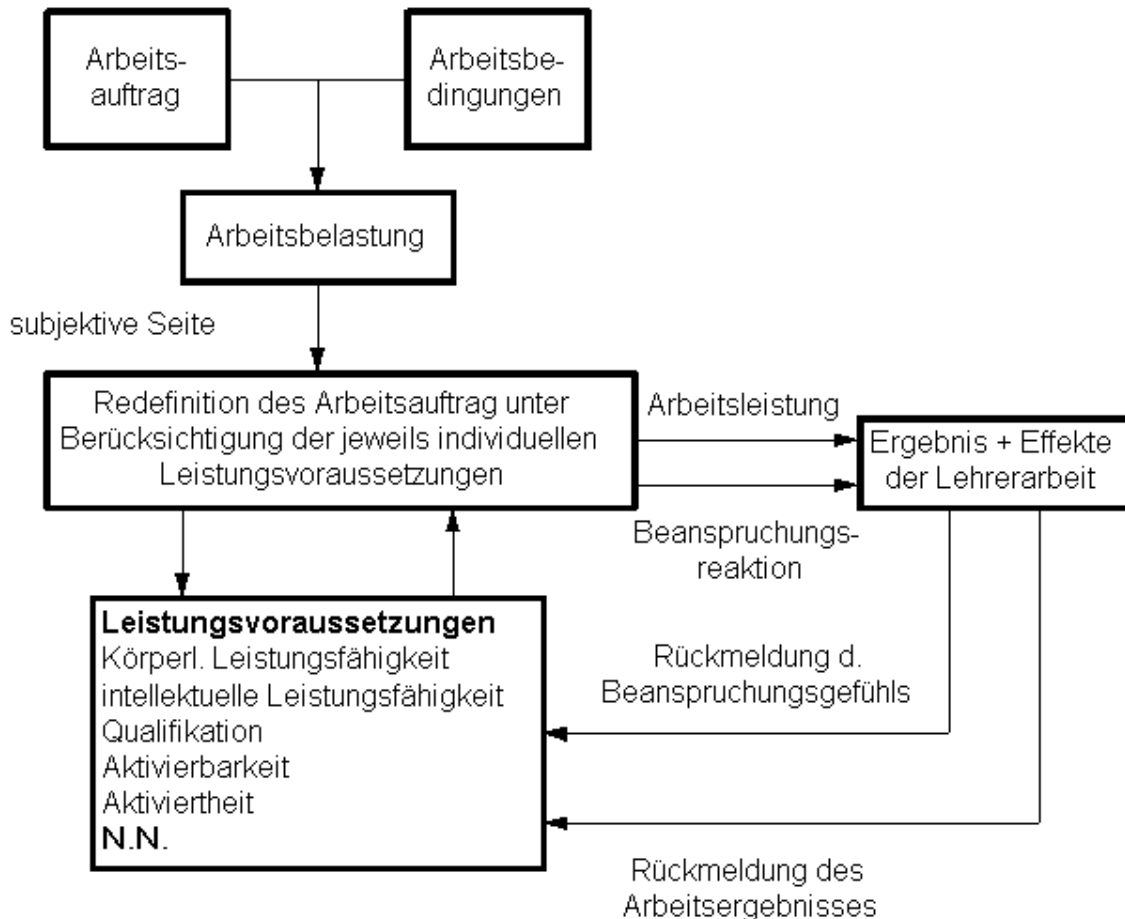 Arbeits-
auftrag
Arbeitsbe-
dingungen
Arbeitsbelastung
subjektive Seite
Redefinition des Arbeitsauftrag unter
Berücksichtigung der jeweils individuellen
Leistungsvoraussetzungen
Arbeitsleistung
Ergebnis + Effekte
der Lehrerarbeit
Beanspruchungs-
reaktion
Leistungsvoraussetzungen
Körperl. Leistungsfähigkeit
intellektuelle Leistungsfähigkeit
Qualifikation
Aktivierbarkeit
Aktiviertheit
N.N.
Rückmeldung d.
Beanspruchungsgefühls
Rückmeldung des
Arbeitsergebnisses